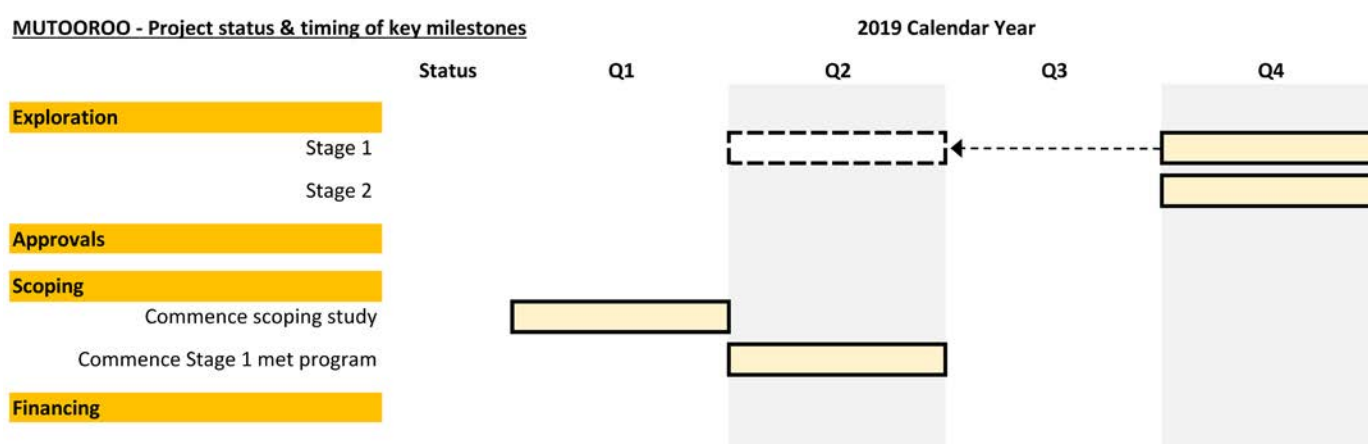 MUTOOROO - Project status & timing of key milestones 2019 Calendar Year
Status Q1 Q2 Q3 Q4
Exploration
Stage 1
Stage 2
Approvals
Scoping
Commence scoping study
Commence Stage 1 met program
Financing